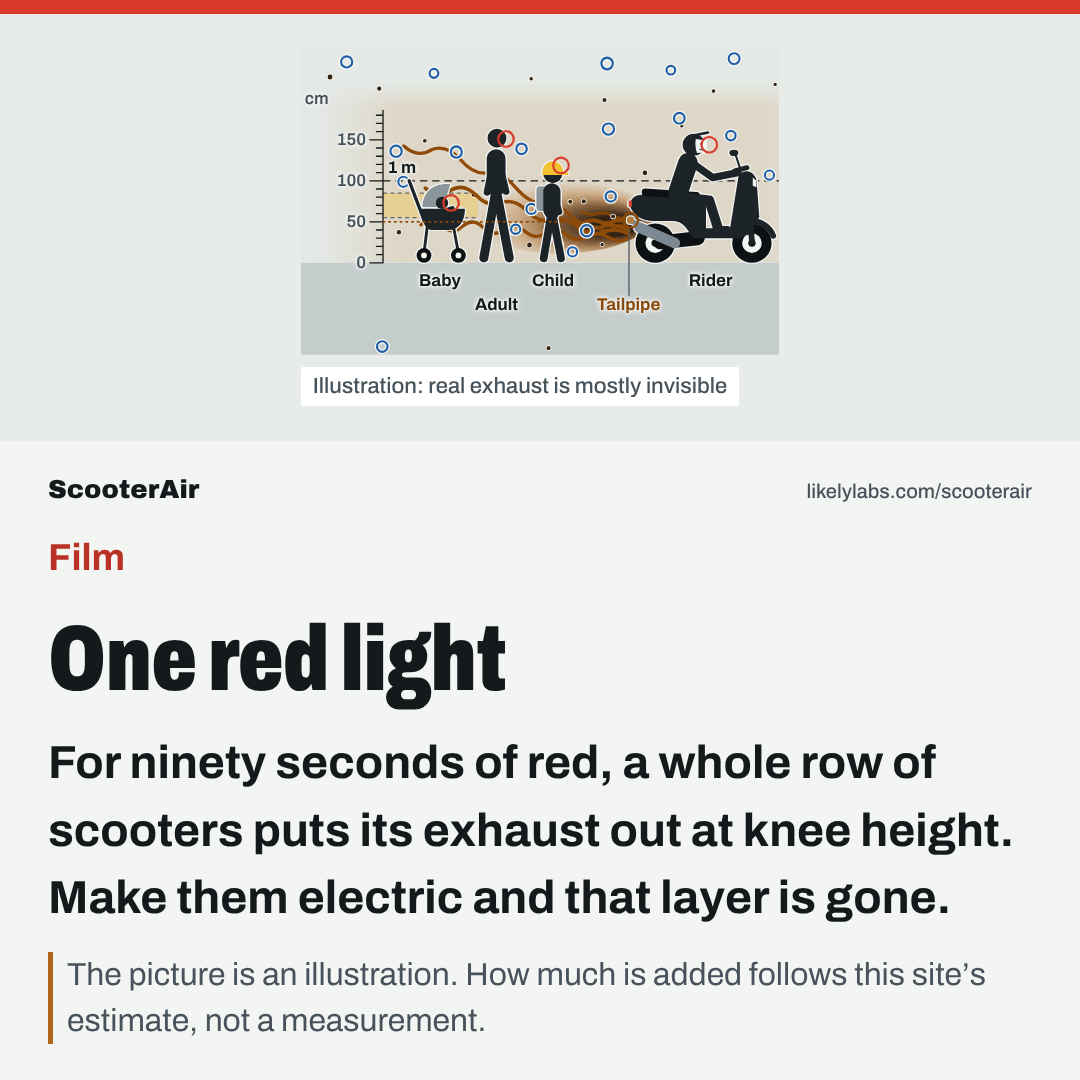 cm
150
1 m
100
50
0
Baby
Child
Rider
Adult
Tailpipe
Illustration: real exhaust is mostly invisible
ScooterAir
likelylabs.com/scooterair
Film
One red light
For ninety seconds of red, a whole row of
scooters puts its exhaust out at knee height.
Make them electric and that layer is gone.
The picture is an illustration. How much is added follows this site’s
estimate, not a measurement.